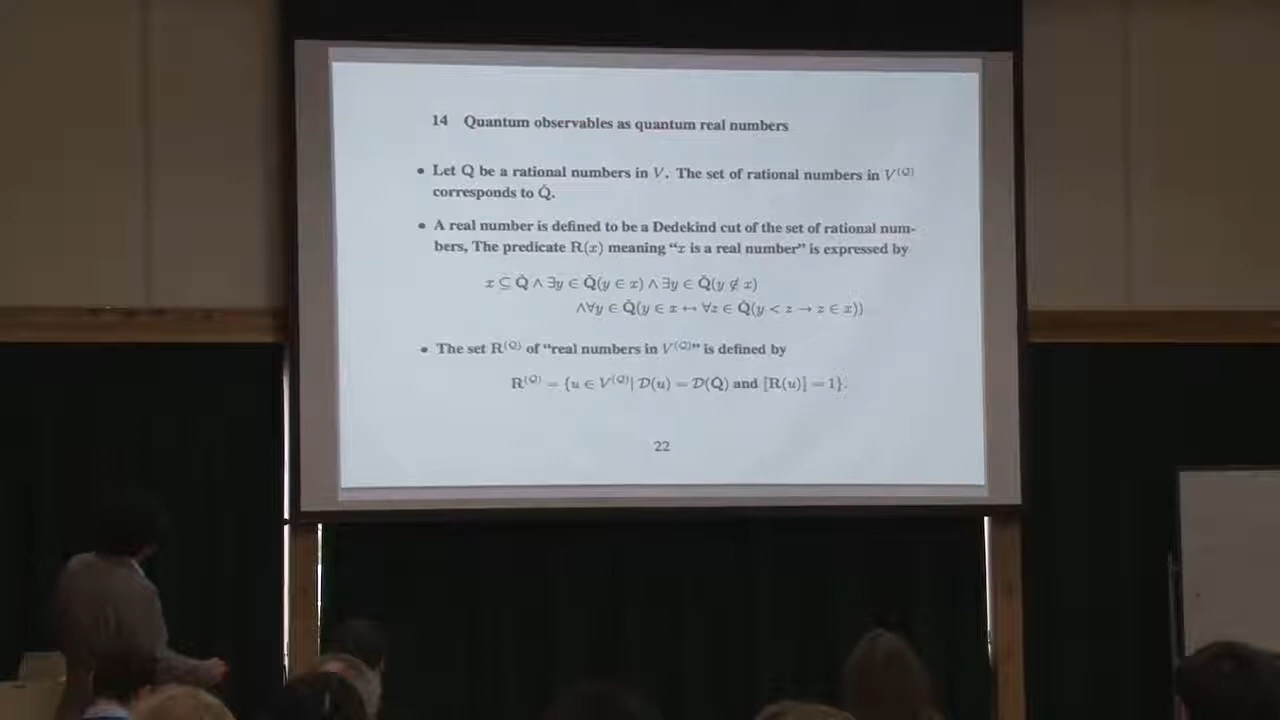 14 Quantum observables as quantum real numbers
• Let Q be a rational numbers in V. The set of rational numbers in V^(Q)
corresponds to Q̌.
• A real number is defined to be a Dedekind cut of the set of rational num-
bers, The predicate R(x) meaning “x is a real number” is expressed by
x ⊆ Q̌ ∧ ∃y ∈ Q̌(y ∈ x) ∧ ∃y ∈ Q̌(y ∉ x)
∧∀y ∈ Q̌(y ∈ x ↔ ∀z ∈ Q̌(y < z → z ∈ x))
• The set R^(Q) of “real numbers in V^(Q)” is defined by
R^(Q) = {u ∈ V^(Q)| D(u) = D(Q̌) and [R(u)] = 1}.
22